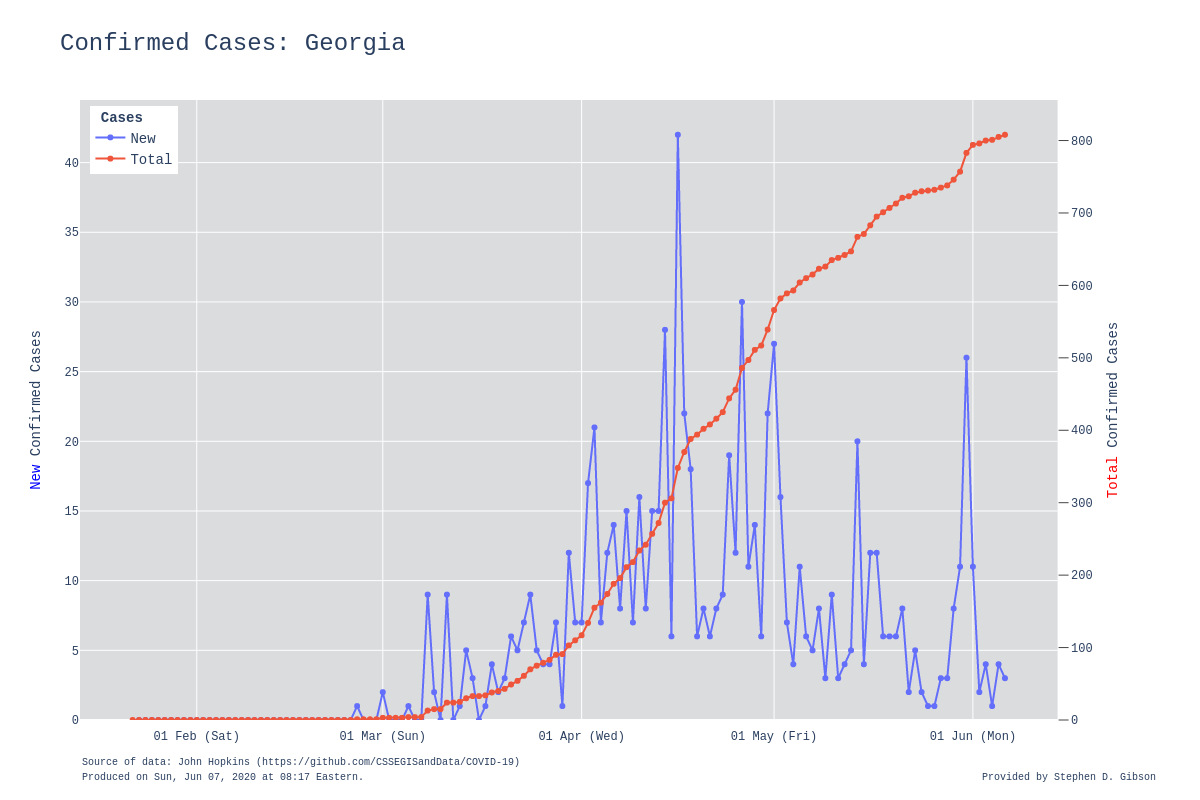 Confirmed Cases: Georgia
Cases
New
Total
40
35
30
25
20
15
10
5
0
800
700
600
500
400
300
200
100
0
New Confirmed Cases
Total Confirmed Cases
01 Feb (Sat)
01 Mar (Sun)
01 Apr (Wed)
01 May (Fri)
01 Jun (Mon)
Source of data: John Hopkins (https://github.com/CSSEGISandData/COVID-19)
Produced on Sun, Jun 07, 2020 at 08:17 Eastern.
Provided by Stephen D. Gibson